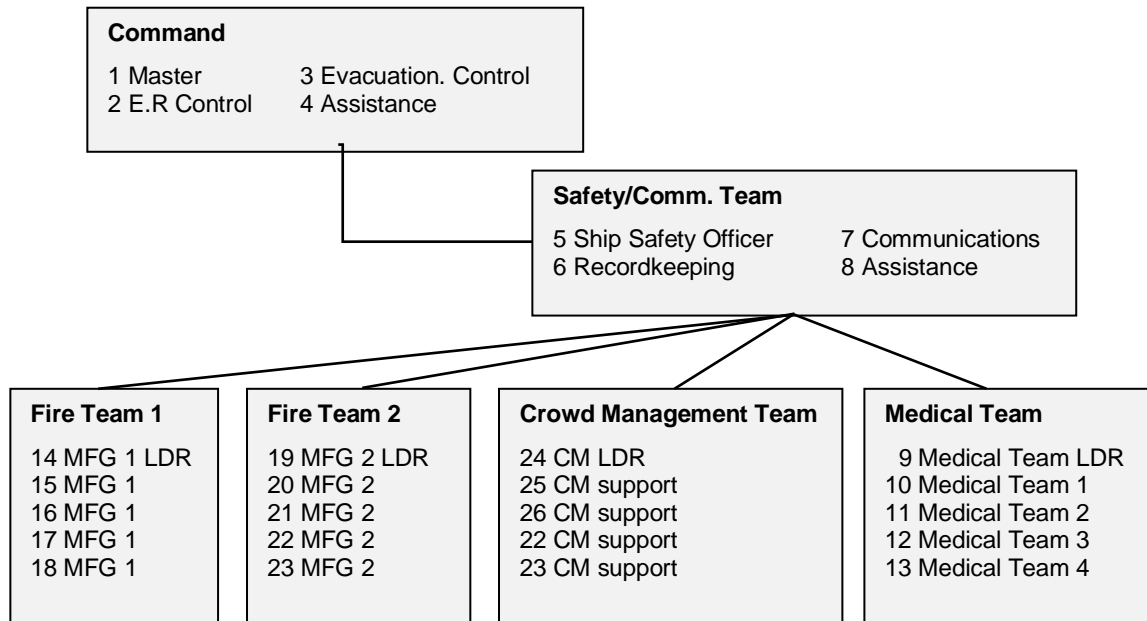 Command
1 Master 3 Evacuation. Control
2 E.R Control 4 Assistance
Safety/Comm. Team
5 Ship Safety Officer 7 Communications
6 Recordkeeping 8 Assistance
Fire Team 1
14 MFG 1 LDR
15 MFG 1
16 MFG 1
17 MFG 1
18 MFG 1
Fire Team 2
19 MFG 2 LDR
20 MFG 2
21 MFG 2
22 MFG 2
23 MFG 2
Crowd Management Team
24 CM LDR
25 CM support
26 CM support
22 CM support
23 CM support
Medical Team
9 Medical Team LDR
10 Medical Team 1
11 Medical Team 2
12 Medical Team 3
13 Medical Team 4